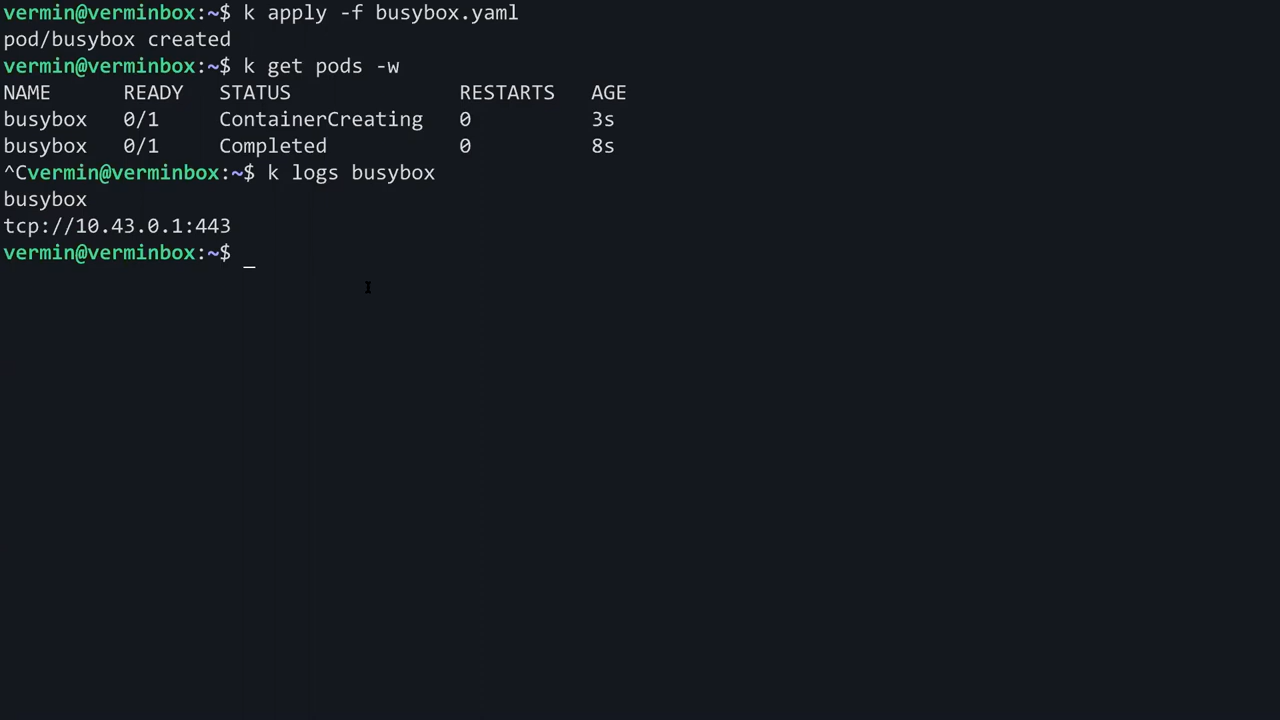 vermin@verminbox:~$ k apply -f busybox.yaml
pod/busybox created
vermin@verminbox:~$ k get pods -w
NAME      READY   STATUS              RESTARTS   AGE
busybox   0/1     ContainerCreating   0          3s
busybox   0/1     Completed           0          8s
^Cvermin@verminbox:~$ k logs busybox
busybox
tcp://10.43.0.1:443
vermin@verminbox:~$ _